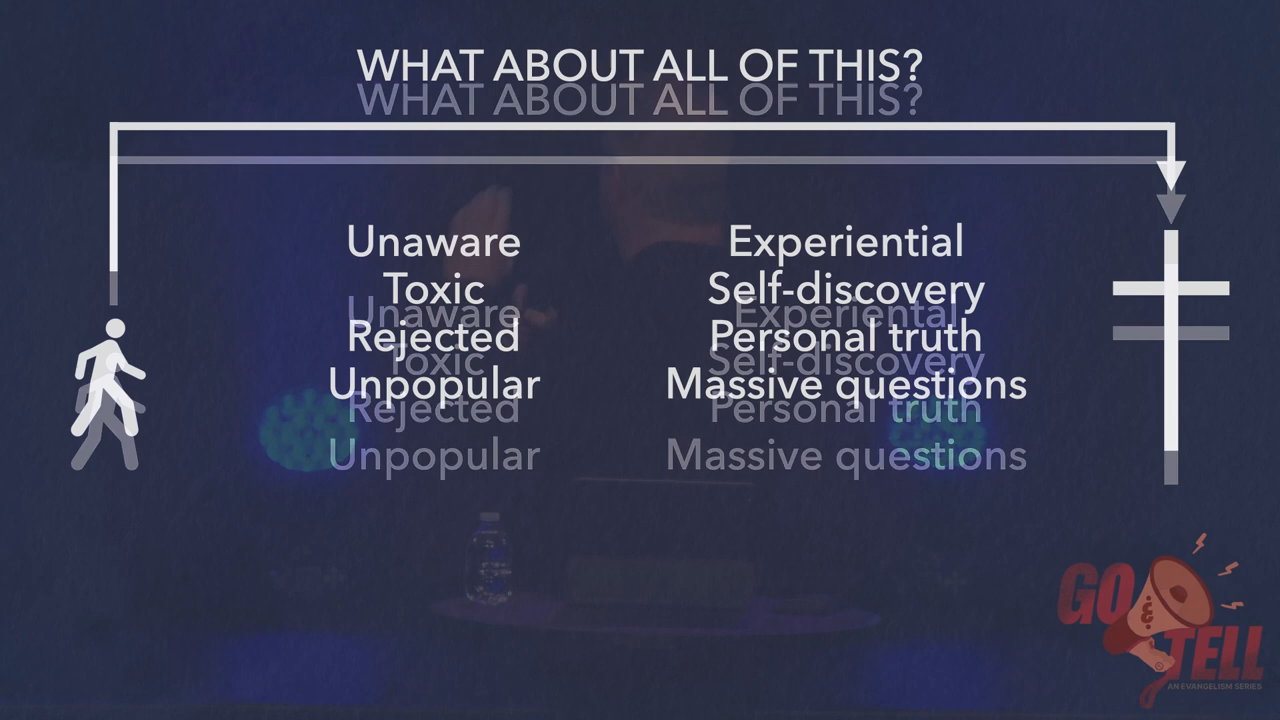 WHAT ABOUT ALL OF THIS?
WHAT ABOUT ALL OF THIS?
Unaware
Toxic
Rejected
Unpopular
Experiential
Self-discovery
Personal truth
Massive questions
Unaware
Toxic
Rejected
Unpopular
Experiential
Self-discovery
Personal truth
Massive questions
GO &
TELL
AN EVANGELISM SERIES